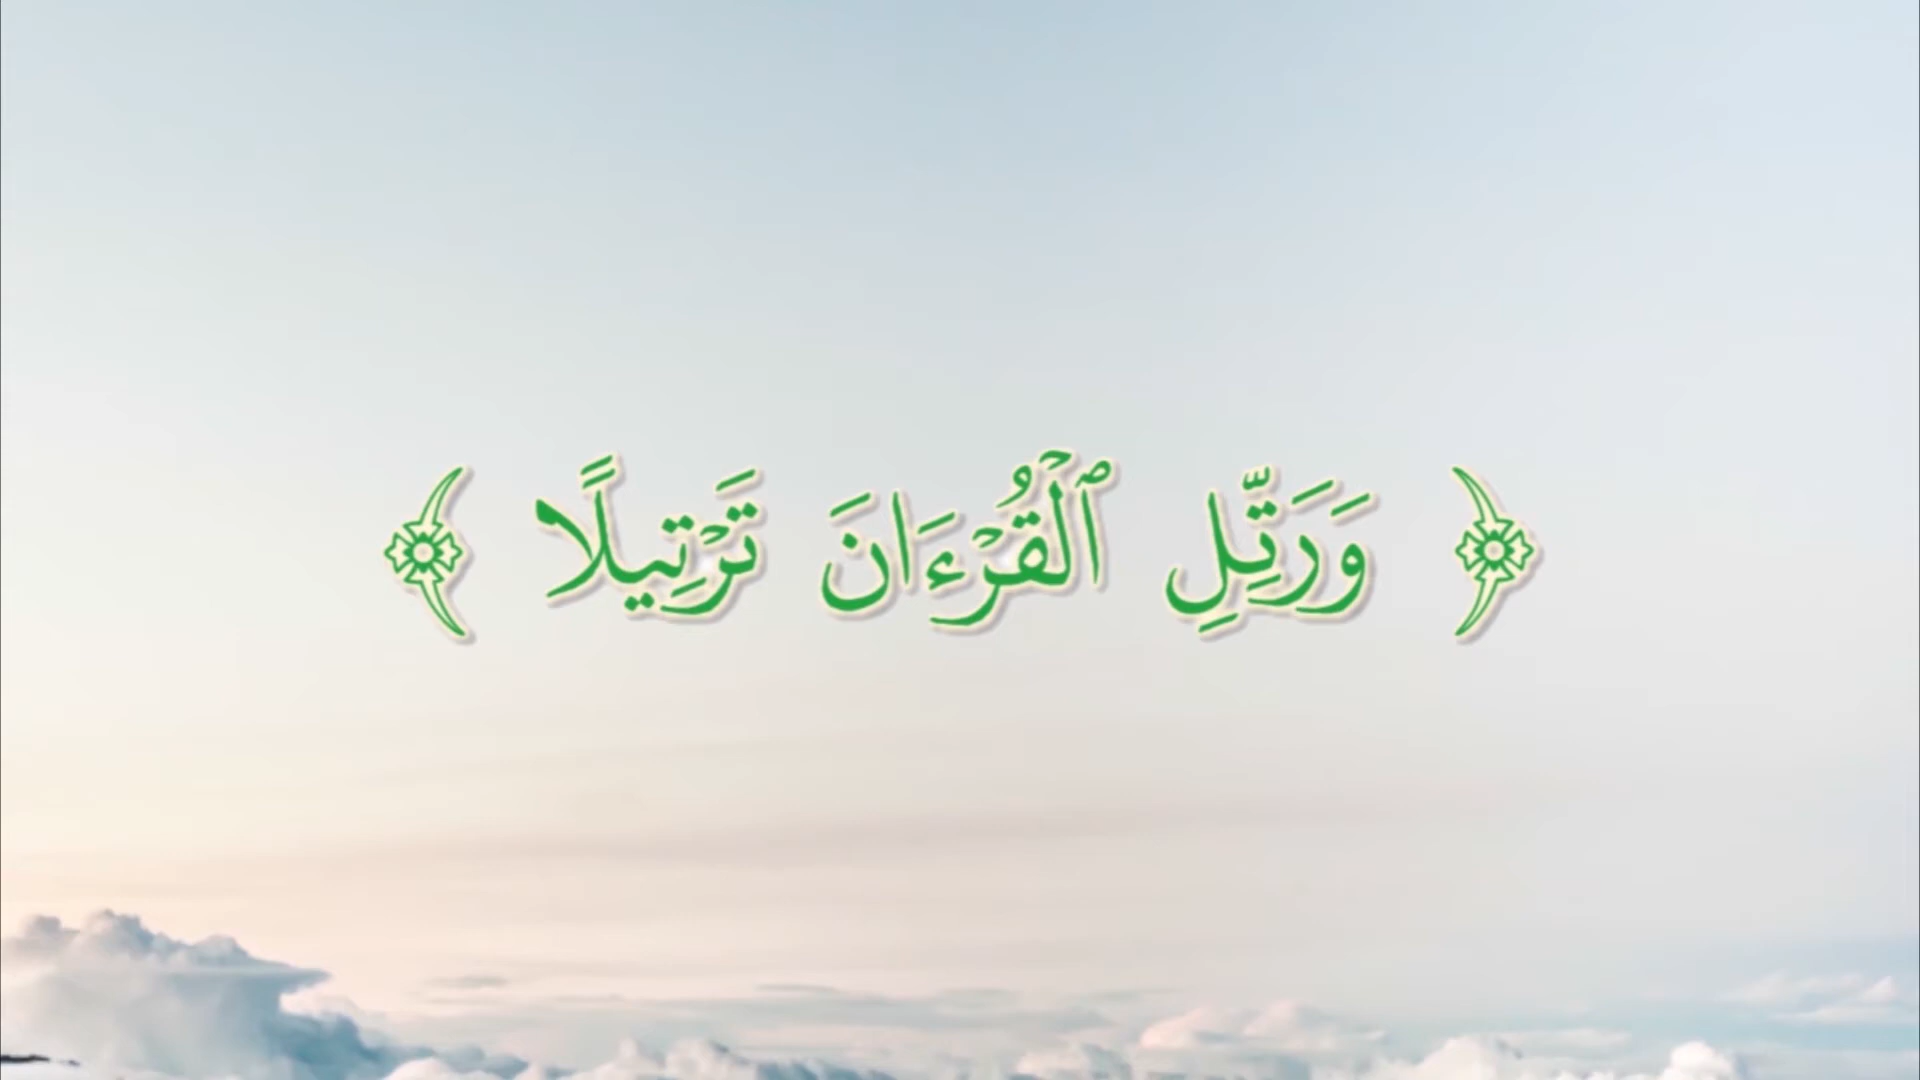 ﴿ وَرَتِّلِ ٱلْقُرْءَانَ تَرْتِيلًا ﴾